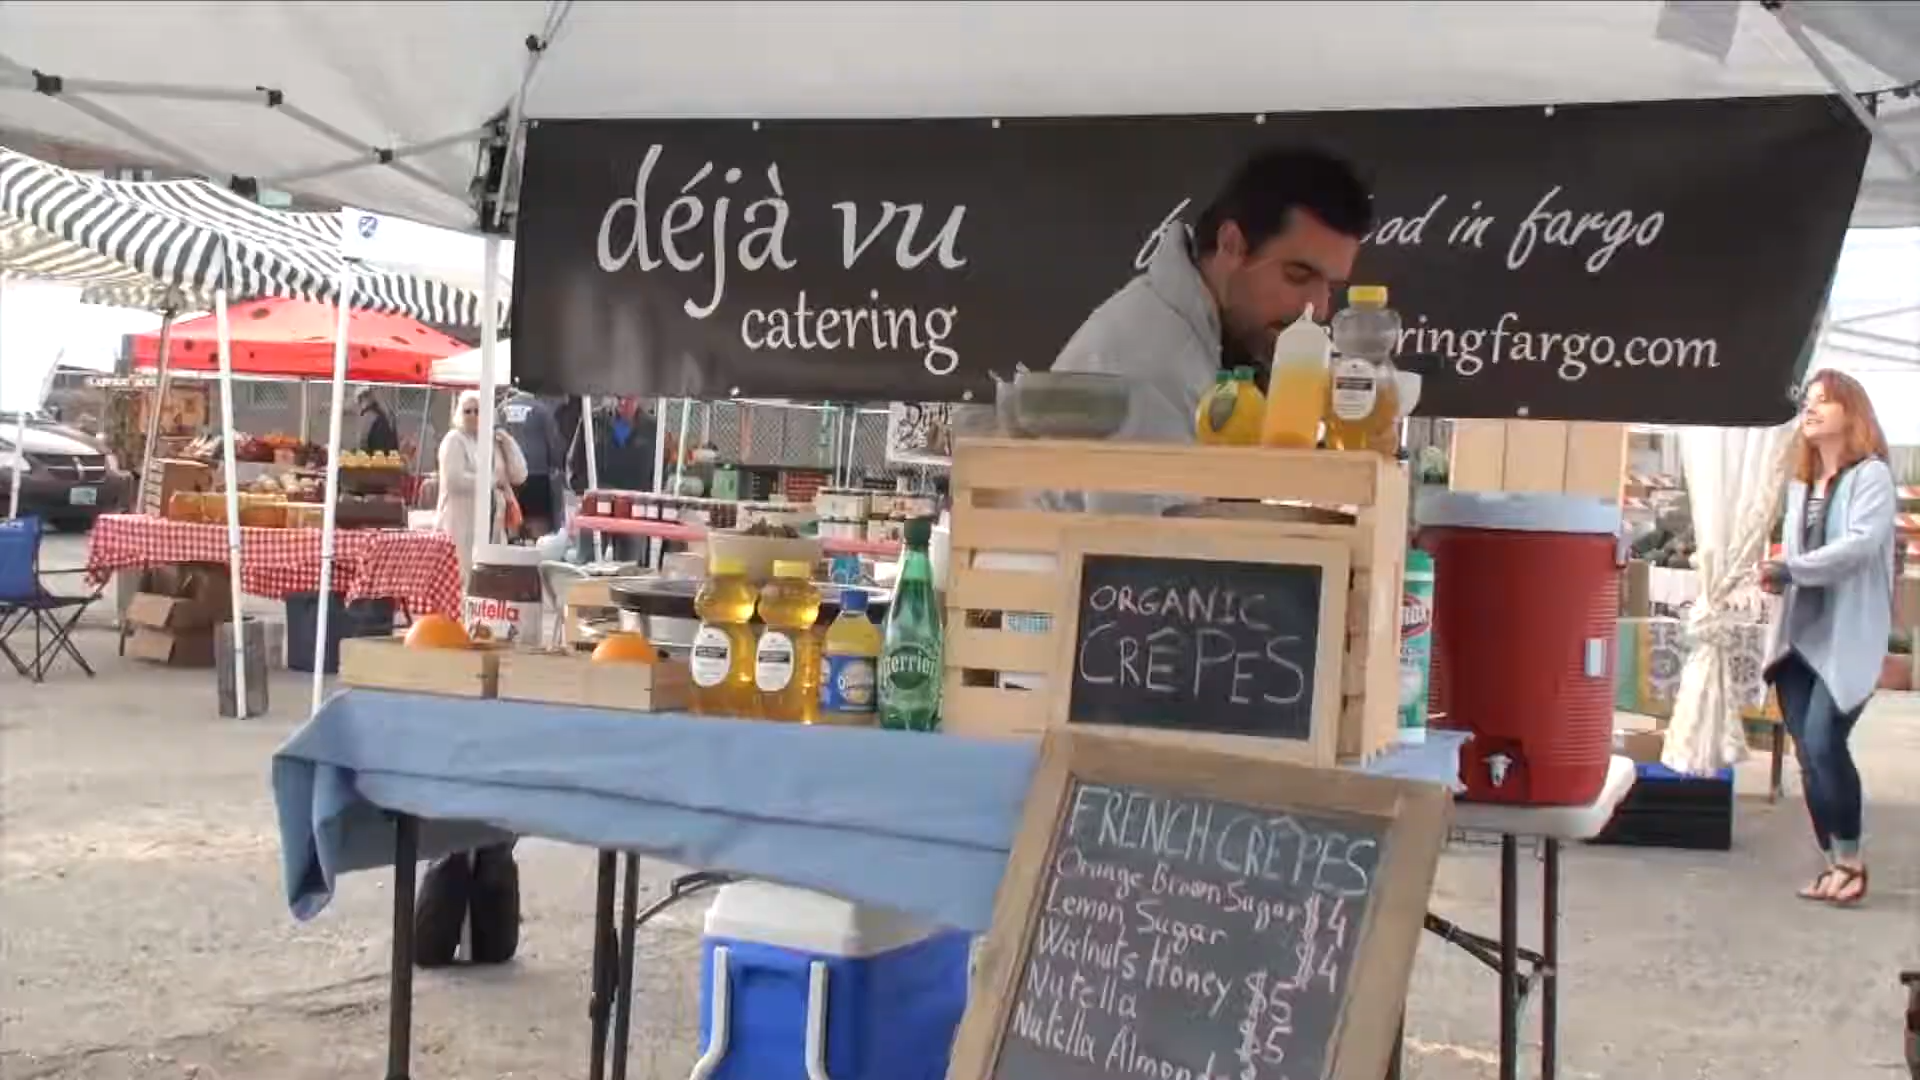 déjà vu
catering
in fargo
ringfargo.com
nutella
perrier
ORGANIC
CRÊPES
FRENCH CRÊPES
Orange Brown Sugar $4
Lemon Sugar $4
Walnuts Honey $5
Nutella $5
Nutella Almonds